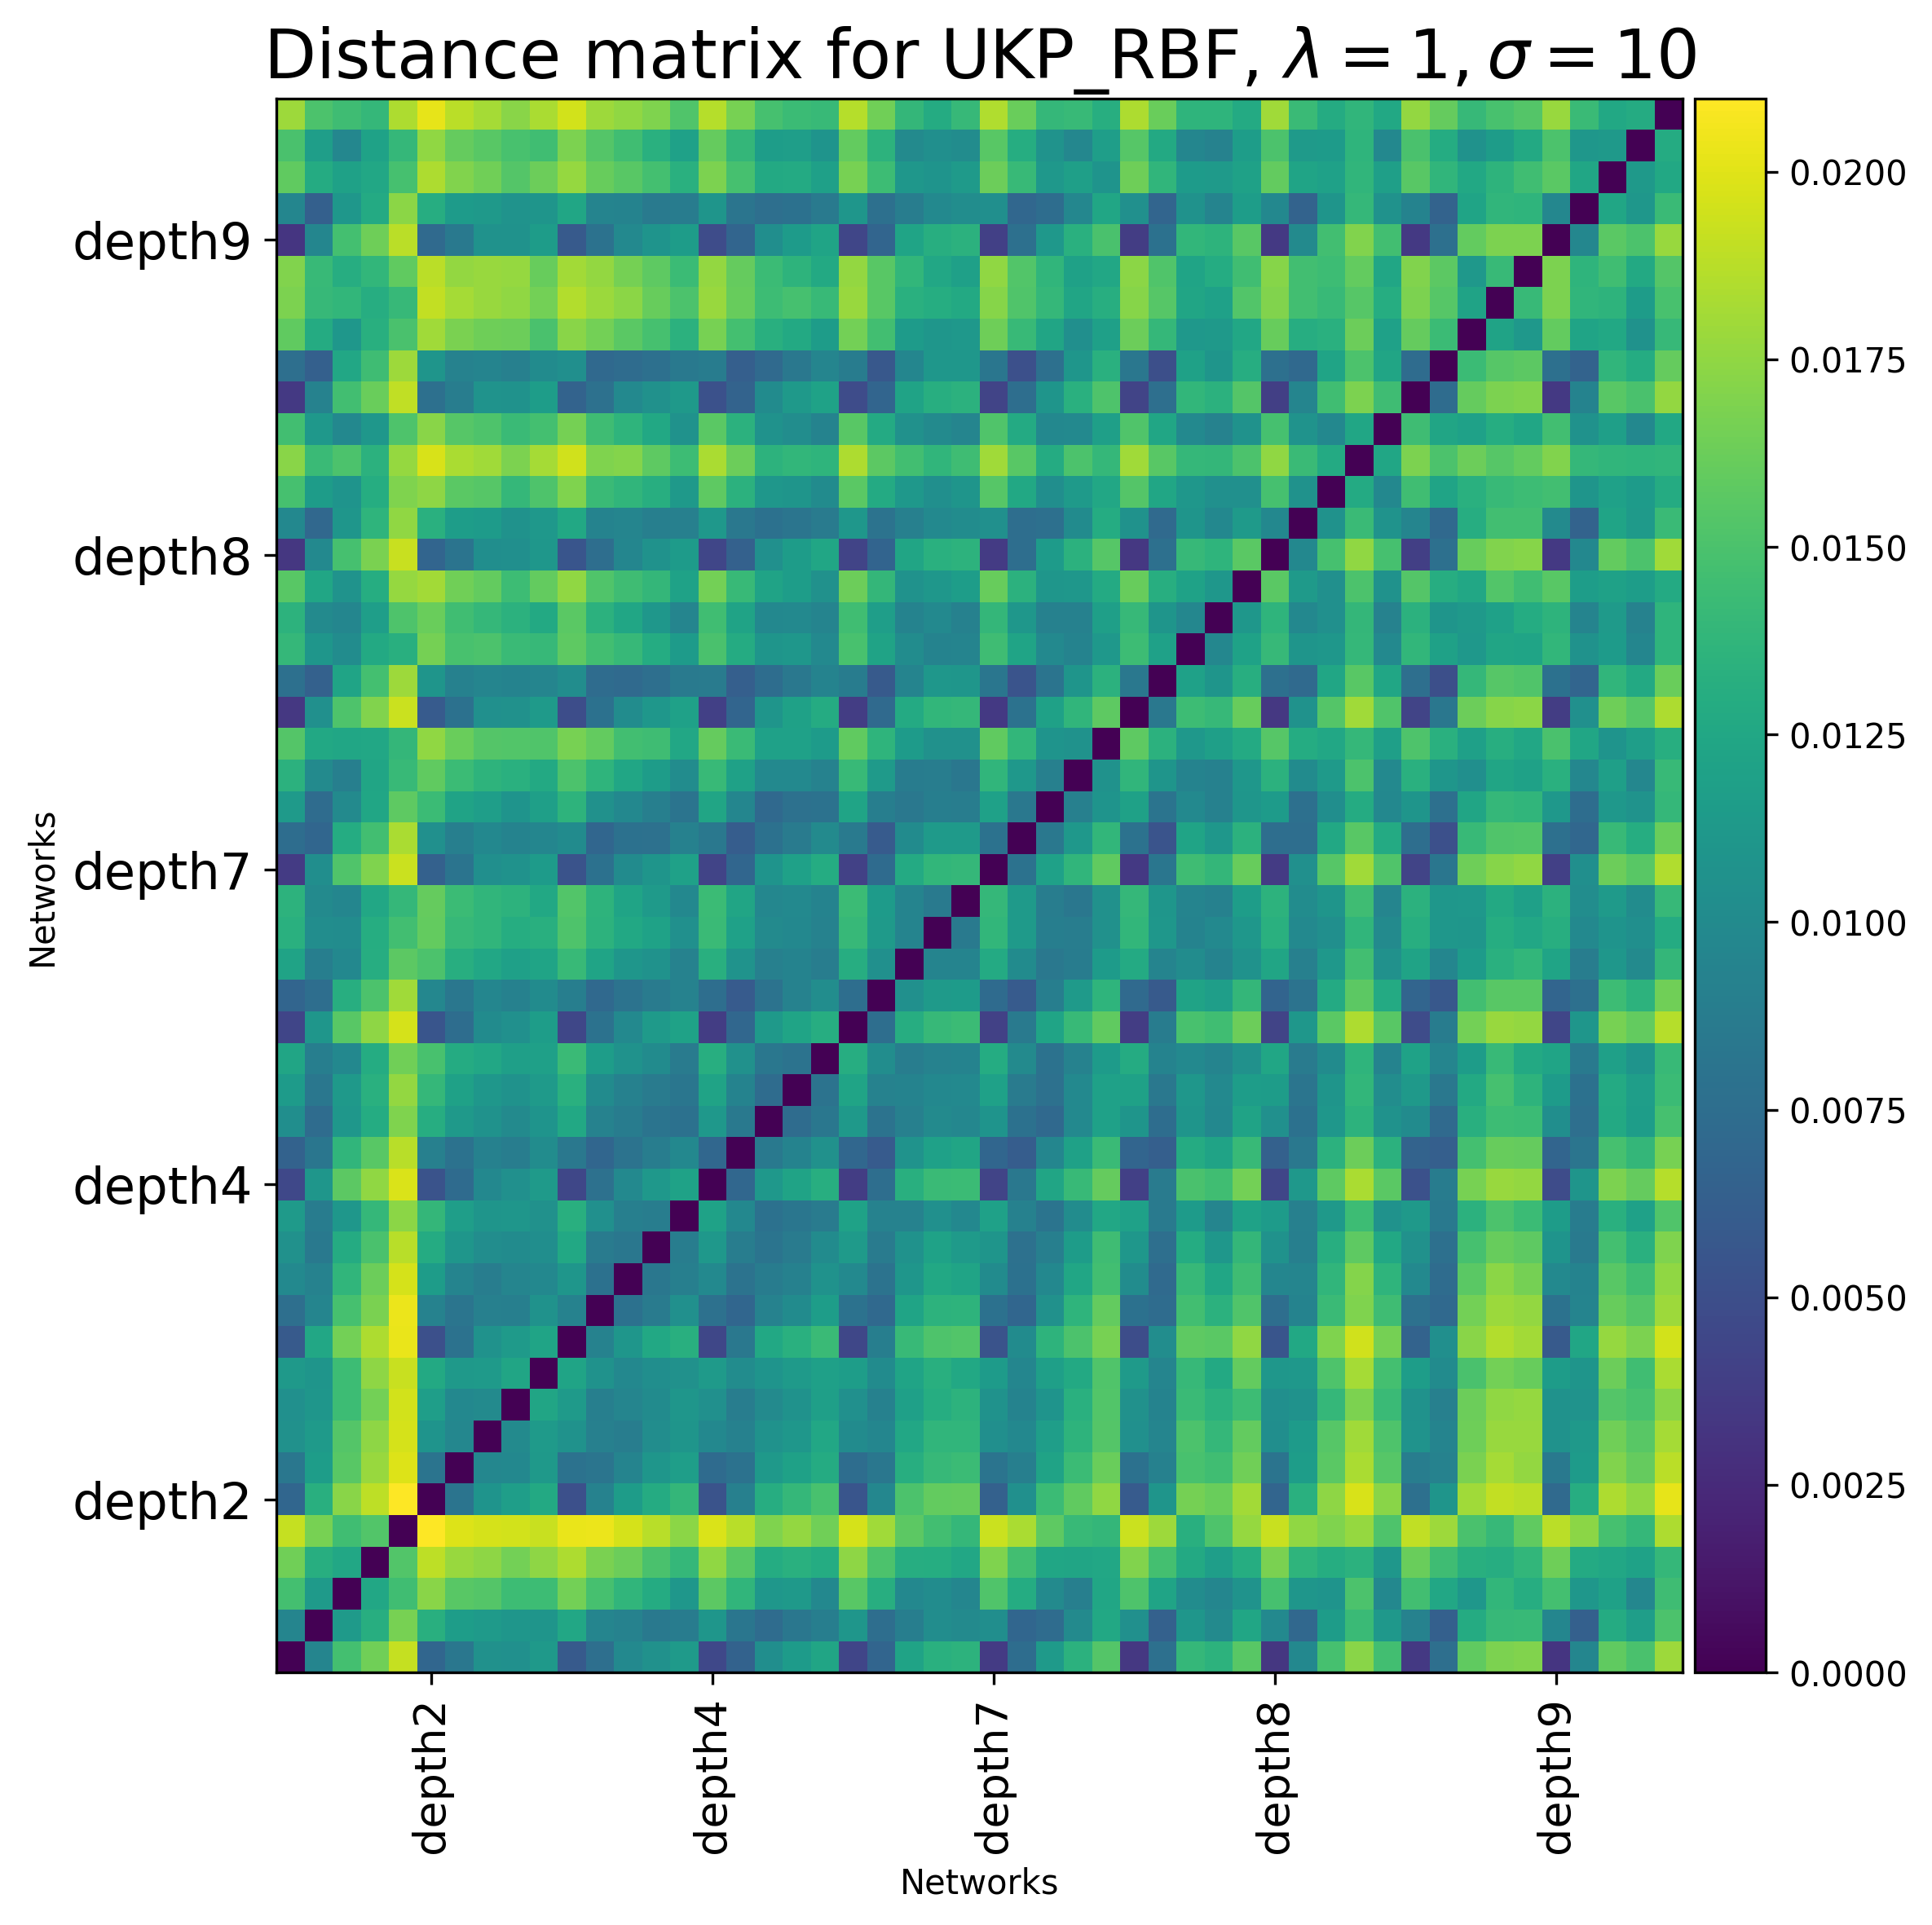 Distance matrix for UKP_RBF, λ = 1, σ = 10
depth9
depth8
depth7
depth4
depth2
Networks
depth2
depth4
depth7
depth8
depth9
Networks
0.0200
0.0175
0.0150
0.0125
0.0100
0.0075
0.0050
0.0025
0.0000